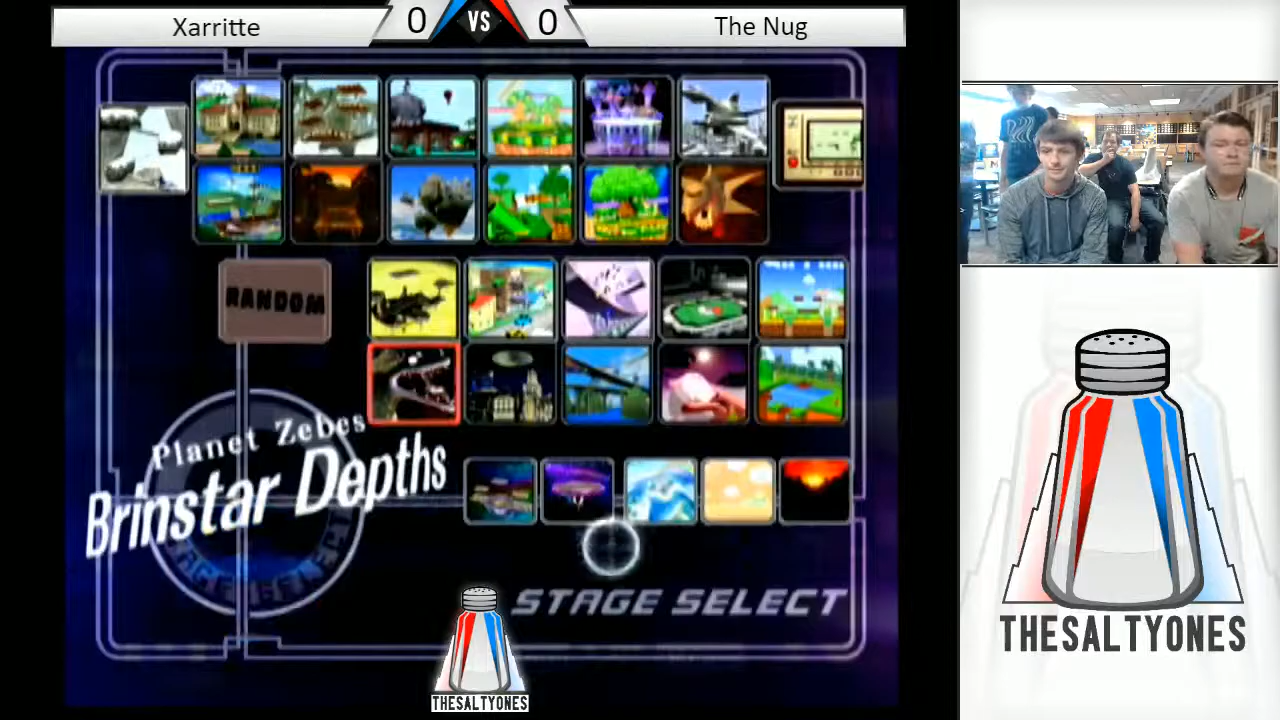 Xarritte 0 VS 0 The Nug
RANDOM
Planet Zebes
Brinstar Depths
STAGE SELECT
THESALTYONES
THESALTYONES